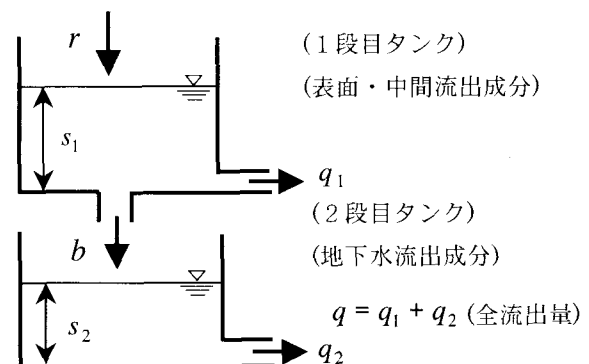 r
(１段目タンク)
(表面・中間流出成分)
s₁
q₁
(２段目タンク)
b
(地下水流出成分)
q = q₁ + q₂ (全流出量)
s₂
q₂